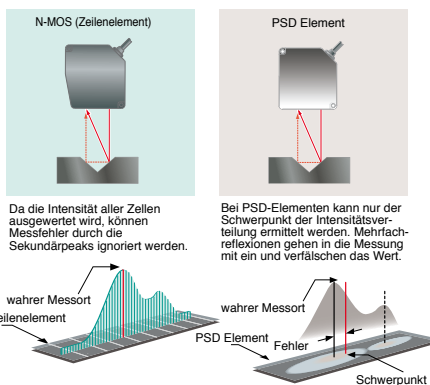 N-MOS (Zeilenelement)
PSD Element
Da die Intensität aller Zellen
ausgewertet wird, können
Messfehler durch die
Sekundärpeaks ignoriert werden.
Bei PSD-Elementen kann nur der
Schwerpunkt der Intensitätsver-
teilung ermittelt werden. Mehrfach-
reflexionen gehen in die Messung
mit ein und verfälschen das Wert.
wahrer Messort
eilenelement
wahrer Messort
PSD Element
Fehler
Schwerpunkt